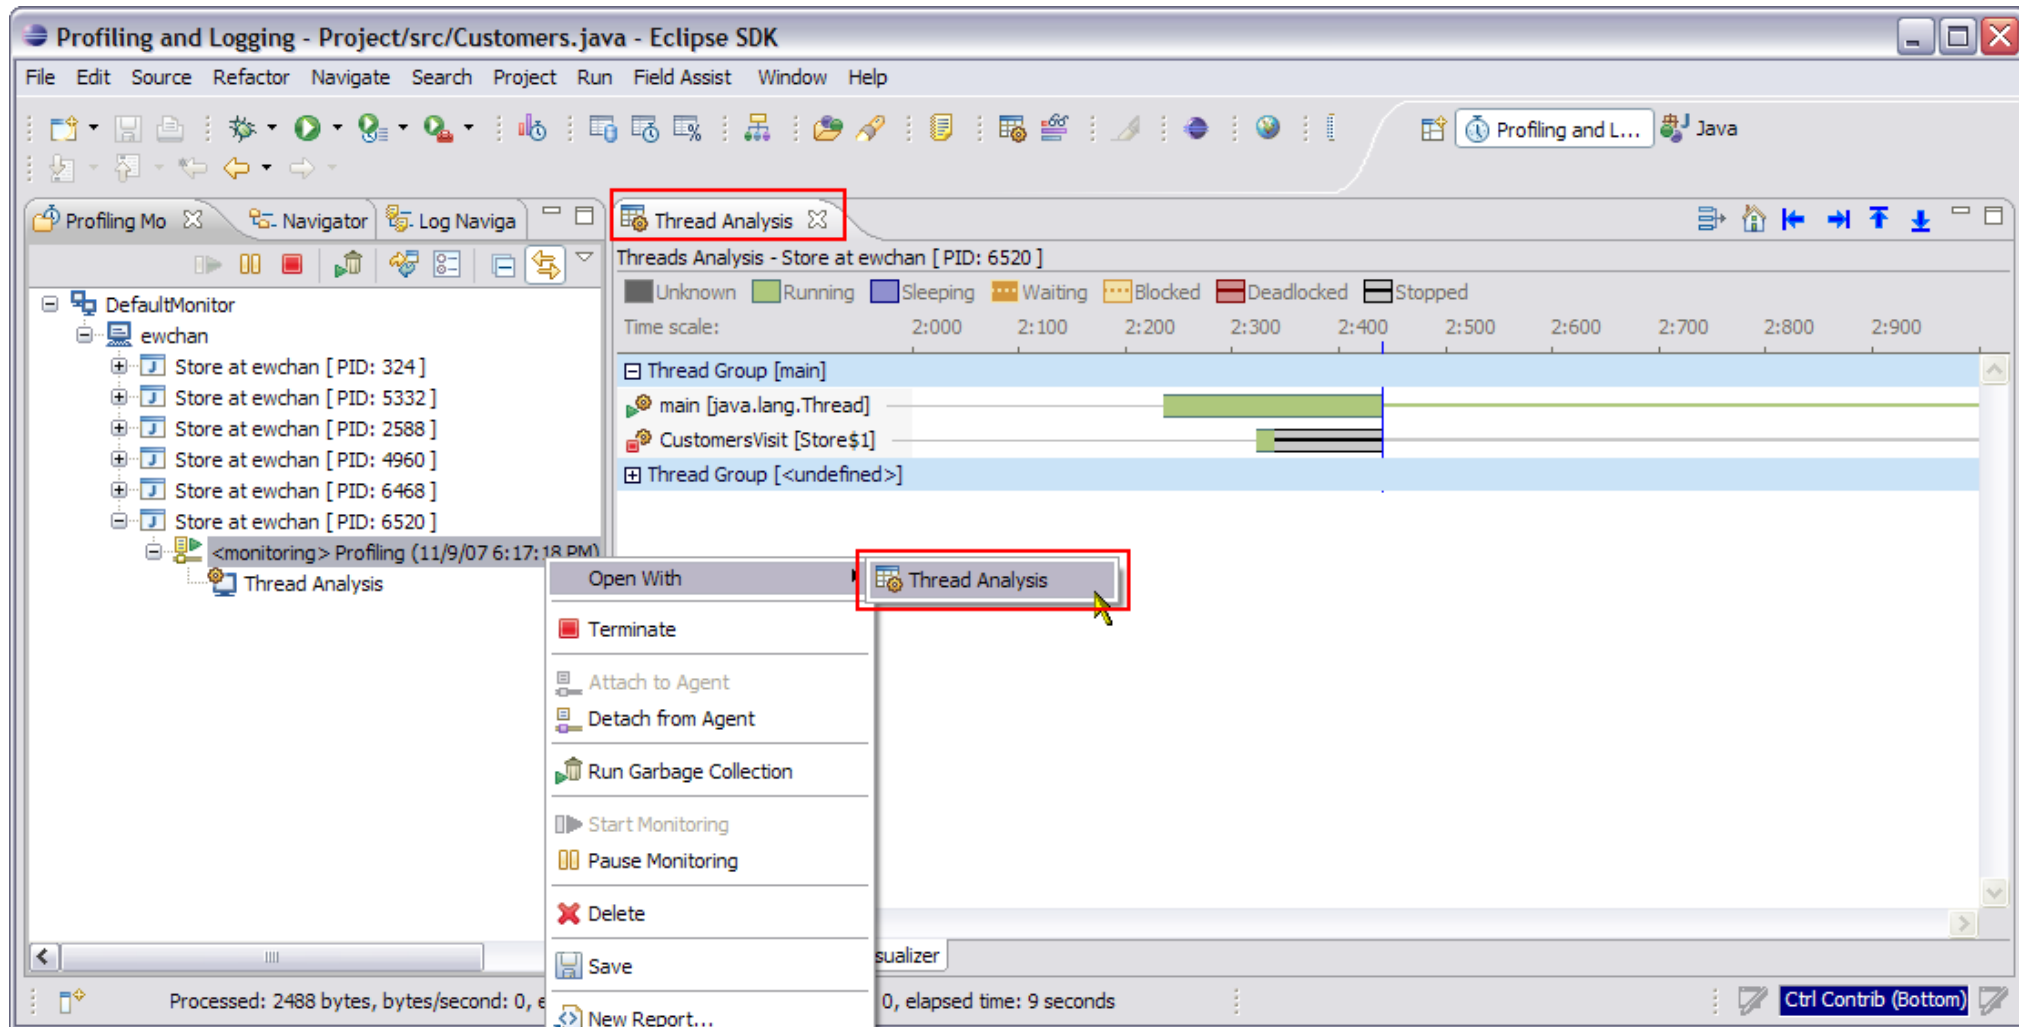 Profiling and Logging - Project/src/Customers.java - Eclipse SDK
File Edit Source Refactor Navigate Search Project Run Field Assist Window Help
Profiling and L... Java
Profiling Mo Navigator Log Naviga
Thread Analysis
Threads Analysis - Store at ewchan [ PID: 6520 ]
Unknown Running Sleeping Waiting Blocked Deadlocked Stopped
Time scale: 2:000 2:100 2:200 2:300 2:400 2:500 2:600 2:700 2:800 2:900
Thread Group [main]
main [java.lang.Thread]
CustomersVisit [Store$1]
Thread Group [<undefined>]
DefaultMonitor
ewchan
Store at ewchan [ PID: 324 ]
Store at ewchan [ PID: 5332 ]
Store at ewchan [ PID: 2588 ]
Store at ewchan [ PID: 4960 ]
Store at ewchan [ PID: 6468 ]
Store at ewchan [ PID: 6520 ]
<monitoring> Profiling (11/9/07 6:17:18 PM)
Thread Analysis
Open With
Thread Analysis
Terminate
Attach to Agent
Detach from Agent
Run Garbage Collection
Start Monitoring
Pause Monitoring
Delete
Save
New Report...
sualizer
Processed: 2488 bytes, bytes/second: 0, e
0, elapsed time: 9 seconds
Ctrl Contrib (Bottom)